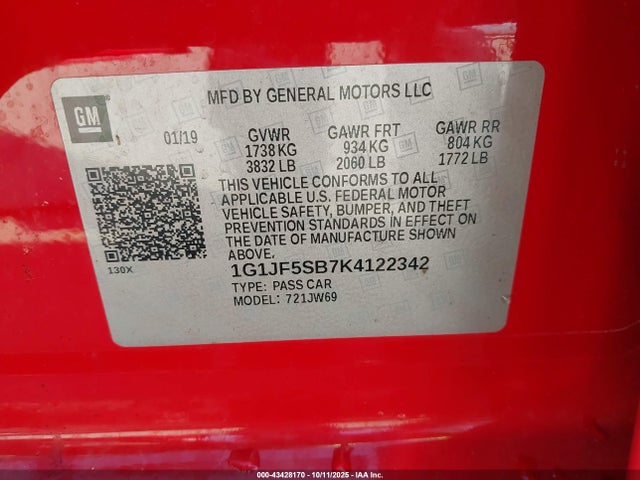 GM
MFD BY GENERAL MOTORS LLC
01/19 GVWR GAWR FRT GAWR RR
1738 KG 934 KG 804 KG
3832 LB 2060 LB 1772 LB
THIS VEHICLE CONFORMS TO ALL
APPLICABLE U.S. FEDERAL MOTOR
VEHICLE SAFETY, BUMPER, AND THEFT
PREVENTION STANDARDS IN EFFECT ON
THE DATE OF MANUFACTURE SHOWN
ABOVE.
130X
1G1JF5SB7K4122342
TYPE: PASS CAR
MODEL: 721JW69
000-43428170 - 10/11/2025 - IAA Inc.